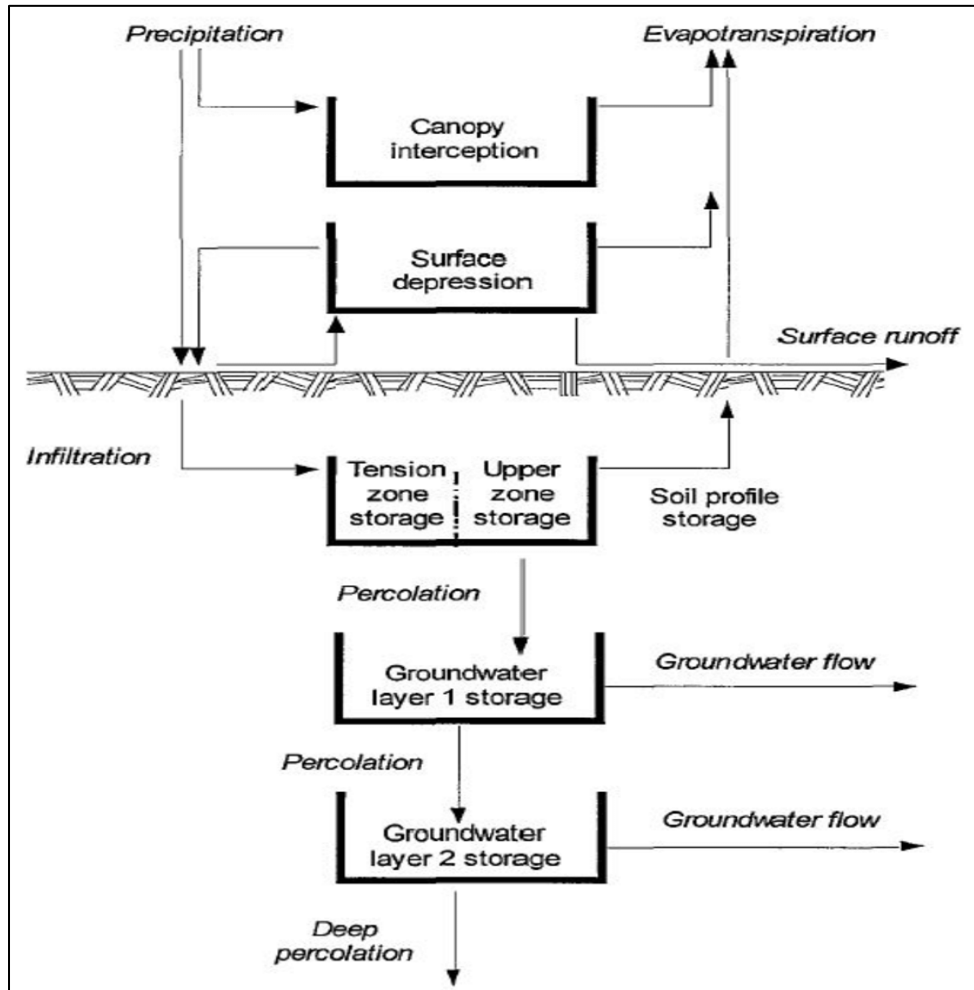 Precipitation
Evapotranspiration
Canopy
interception
Surface
depression
Surface runoff
Infiltration
Tension
zone
storage
Upper
zone
storage
Soil profile
storage
Percolation
Groundwater
layer 1 storage
Groundwater flow
Percolation
Groundwater
layer 2 storage
Groundwater flow
Deep
percolation